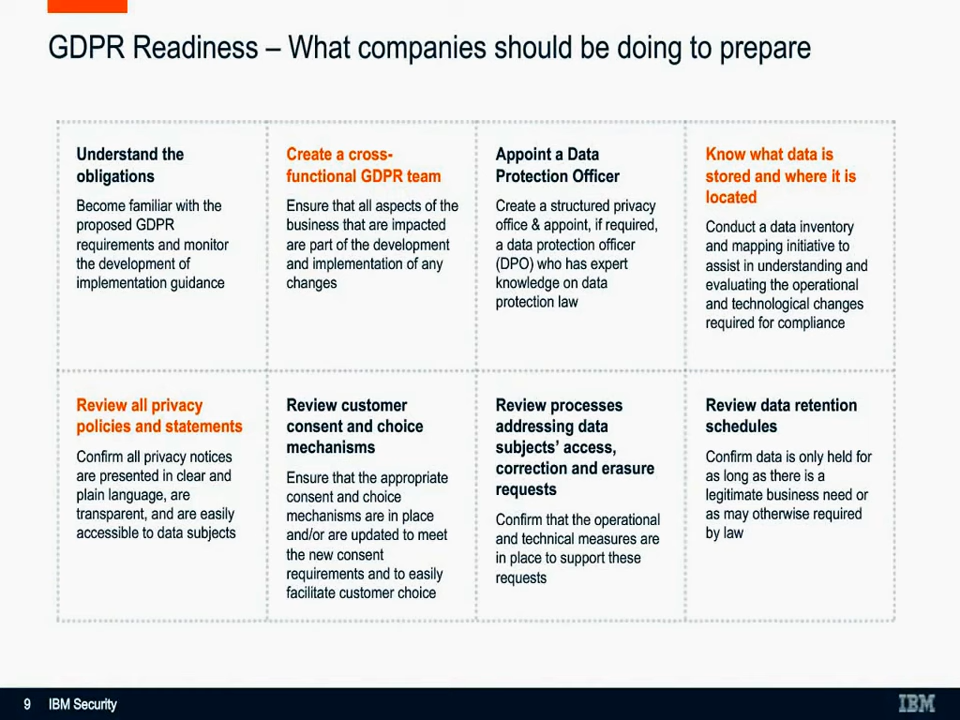 GDPR Readiness – What companies should be doing to prepare
Understand the
obligations
Become familiar with the
proposed GDPR
requirements and monitor
the development of
implementation guidance
Create a cross-
functional GDPR team
Ensure that all aspects of the
business that are impacted
are part of the development
and implementation of any
changes
Appoint a Data
Protection Officer
Create a structured privacy
office & appoint, if required,
a data protection officer
(DPO) who has expert
knowledge on data
protection law
Know what data is
stored and where it is
located
Conduct a data inventory
and mapping initiative to
assist in understanding and
evaluating the operational
and technological changes
required for compliance
Review all privacy
policies and statements
Confirm all privacy notices
are presented in clear and
plain language, are
transparent, and are easily
accessible to data subjects
Review customer
consent and choice
mechanisms
Ensure that the appropriate
consent and choice
mechanisms are in place
and/or are updated to meet
the new consent
requirements and to easily
facilitate customer choice
Review processes
addressing data
subjects’ access,
correction and erasure
requests
Confirm that the operational
and technical measures are
in place to support these
requests
Review data retention
schedules
Confirm data is only held for
as long as there is a
legitimate business need or
as may otherwise required
by law
9 IBM Security
IBM